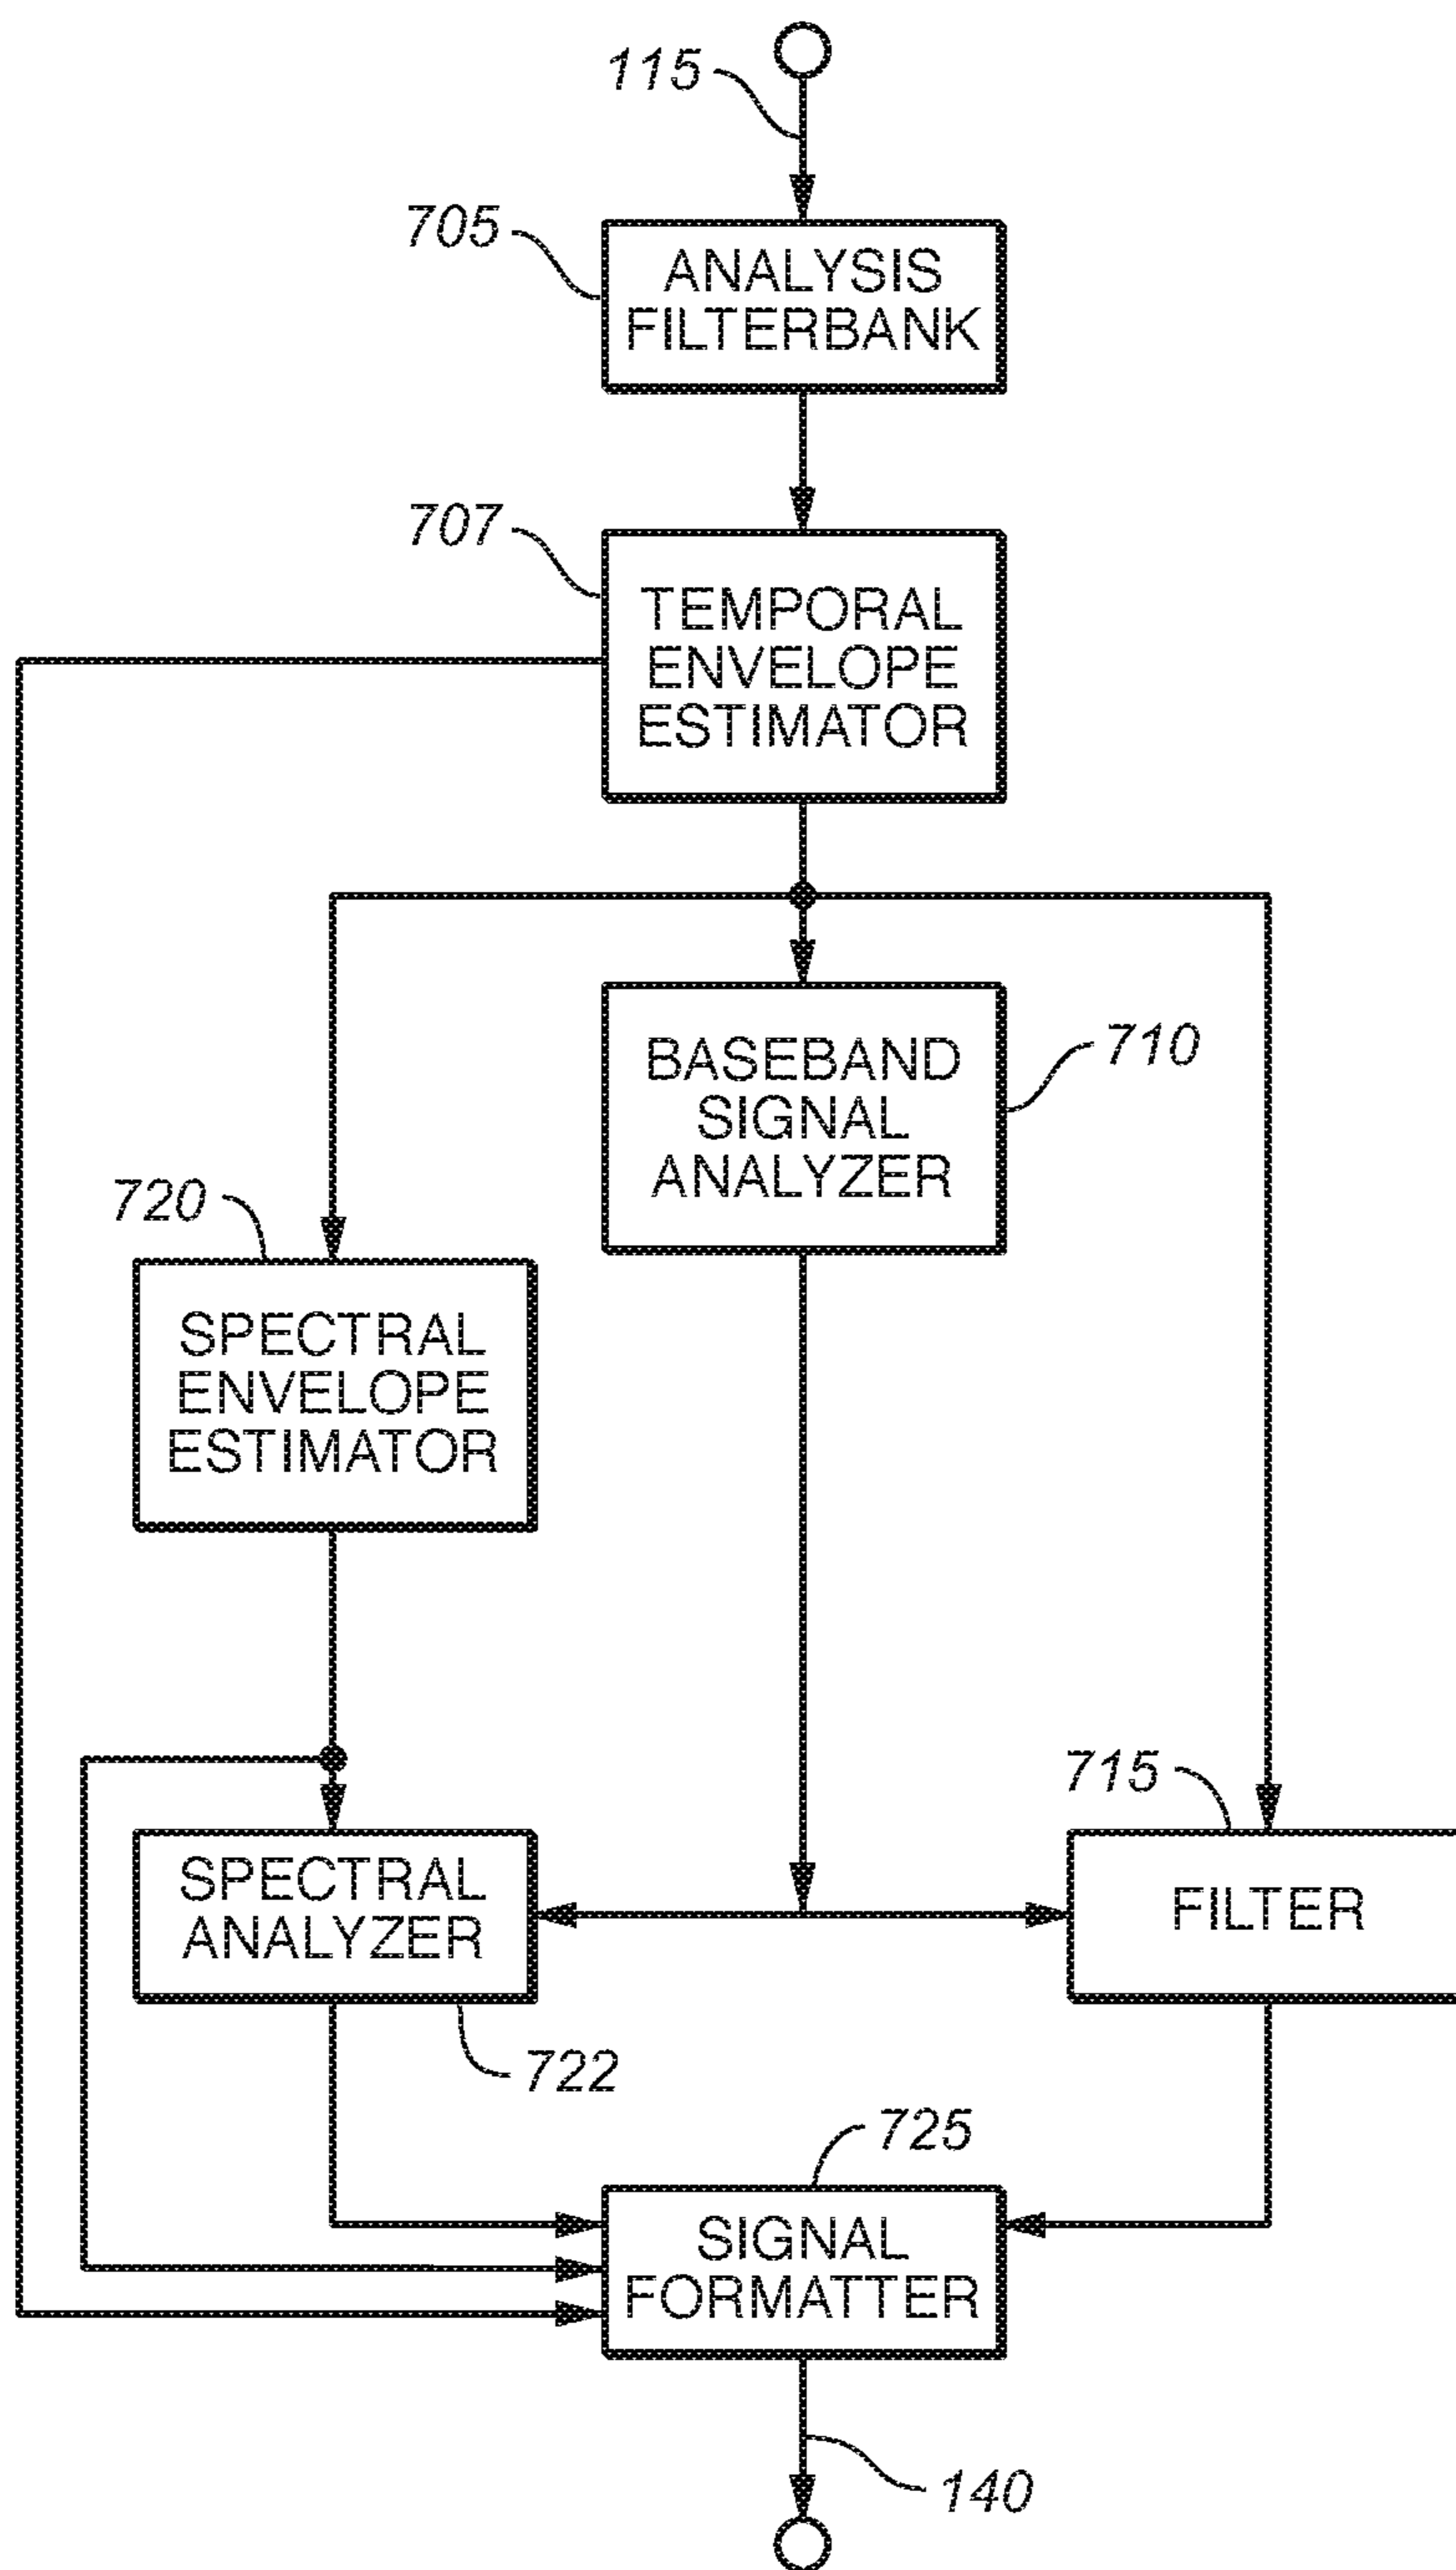 115
705
ANALYSIS
FILTERBANK
707
TEMPORAL
ENVELOPE
ESTIMATOR
BASEBAND
SIGNAL
ANALYZER
710
720
SPECTRAL
ENVELOPE
ESTIMATOR
715
SPECTRAL
ANALYZER
FILTER
722
725
SIGNAL
FORMATTER
140